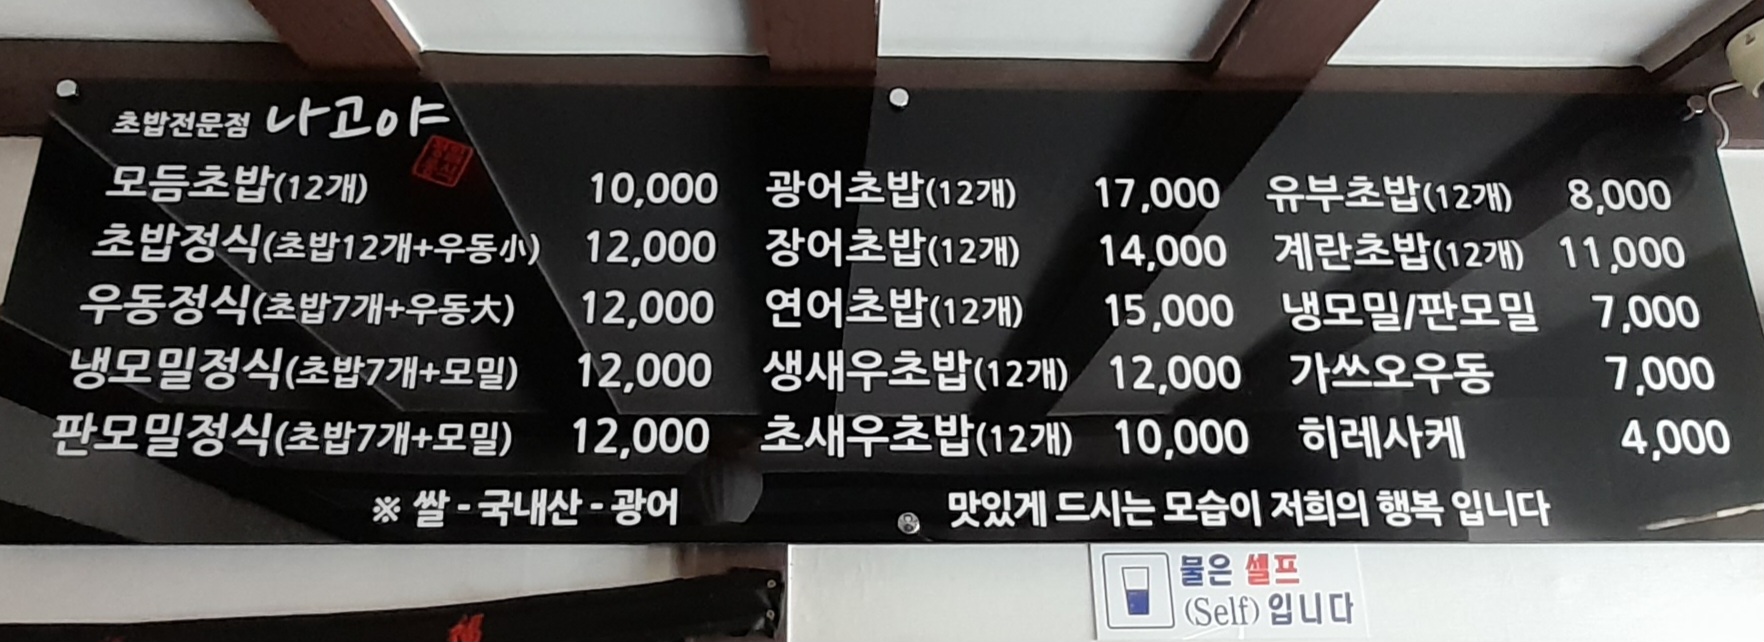 초밥전문점 나고야
모듬초밥(12개) 10,000
초밥정식(초밥12개+우동小) 12,000
우동정식(초밥7개+우동大) 12,000
냉모밀정식(초밥7개+모밀) 12,000
판모밀정식(초밥7개+모밀) 12,000
광어초밥(12개) 17,000
장어초밥(12개) 14,000
연어초밥(12개) 15,000
생새우초밥(12개) 12,000
초새우초밥(12개) 10,000
유부초밥(12개) 8,000
계란초밥(12개) 11,000
냉모밀/판모밀 7,000
가쓰오우동 7,000
히레사케 4,000
※ 쌀 - 국내산 - 광어
맛있게 드시는 모습이 저희의 행복 입니다
물은 셀프
(Self) 입니다